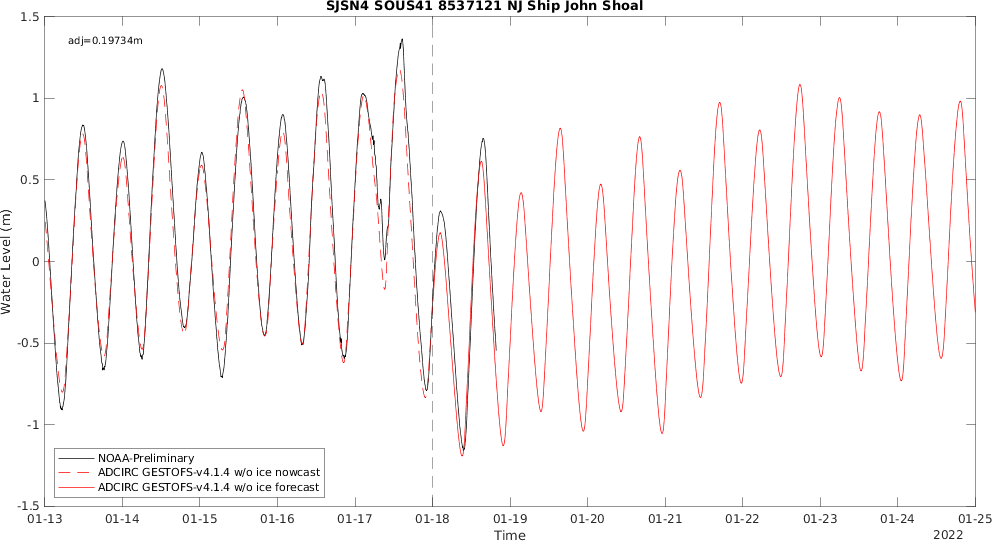 SJSN4 SOUS41 8537121 NJ Ship John Shoal
adj=0.19734m
1.5
1
0.5
0
-0.5
-1
-1.5
Water Level (m)
NOAA-Preliminary
ADCIRC GESTOFS-v4.1.4 w/o ice nowcast
ADCIRC GESTOFS-v4.1.4 w/o ice forecast
01-13 01-14 01-15 01-16 01-17 01-18 01-19 01-20 01-21 01-22 01-23 01-24 01-25
Time
2022